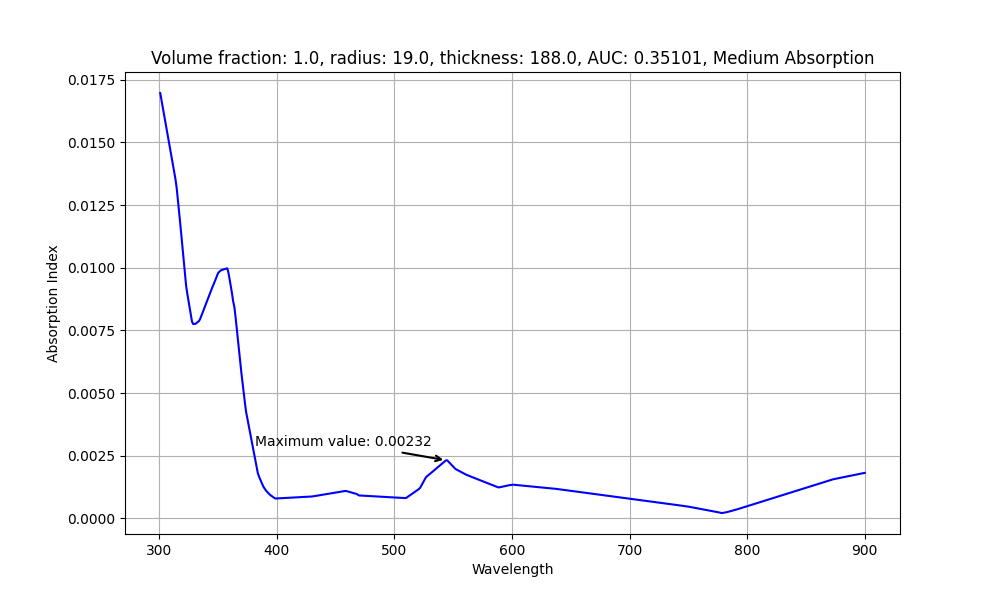 Volume fraction: 1.0, radius: 19.0, thickness: 188.0, AUC: 0.35101, Medium Absorption
0.0175
0.0150
0.0125
0.0100
0.0075
0.0050
0.0025
0.0000
Absorption Index
Maximum value: 0.00232
300 400 500 600 700 800 900
Wavelength